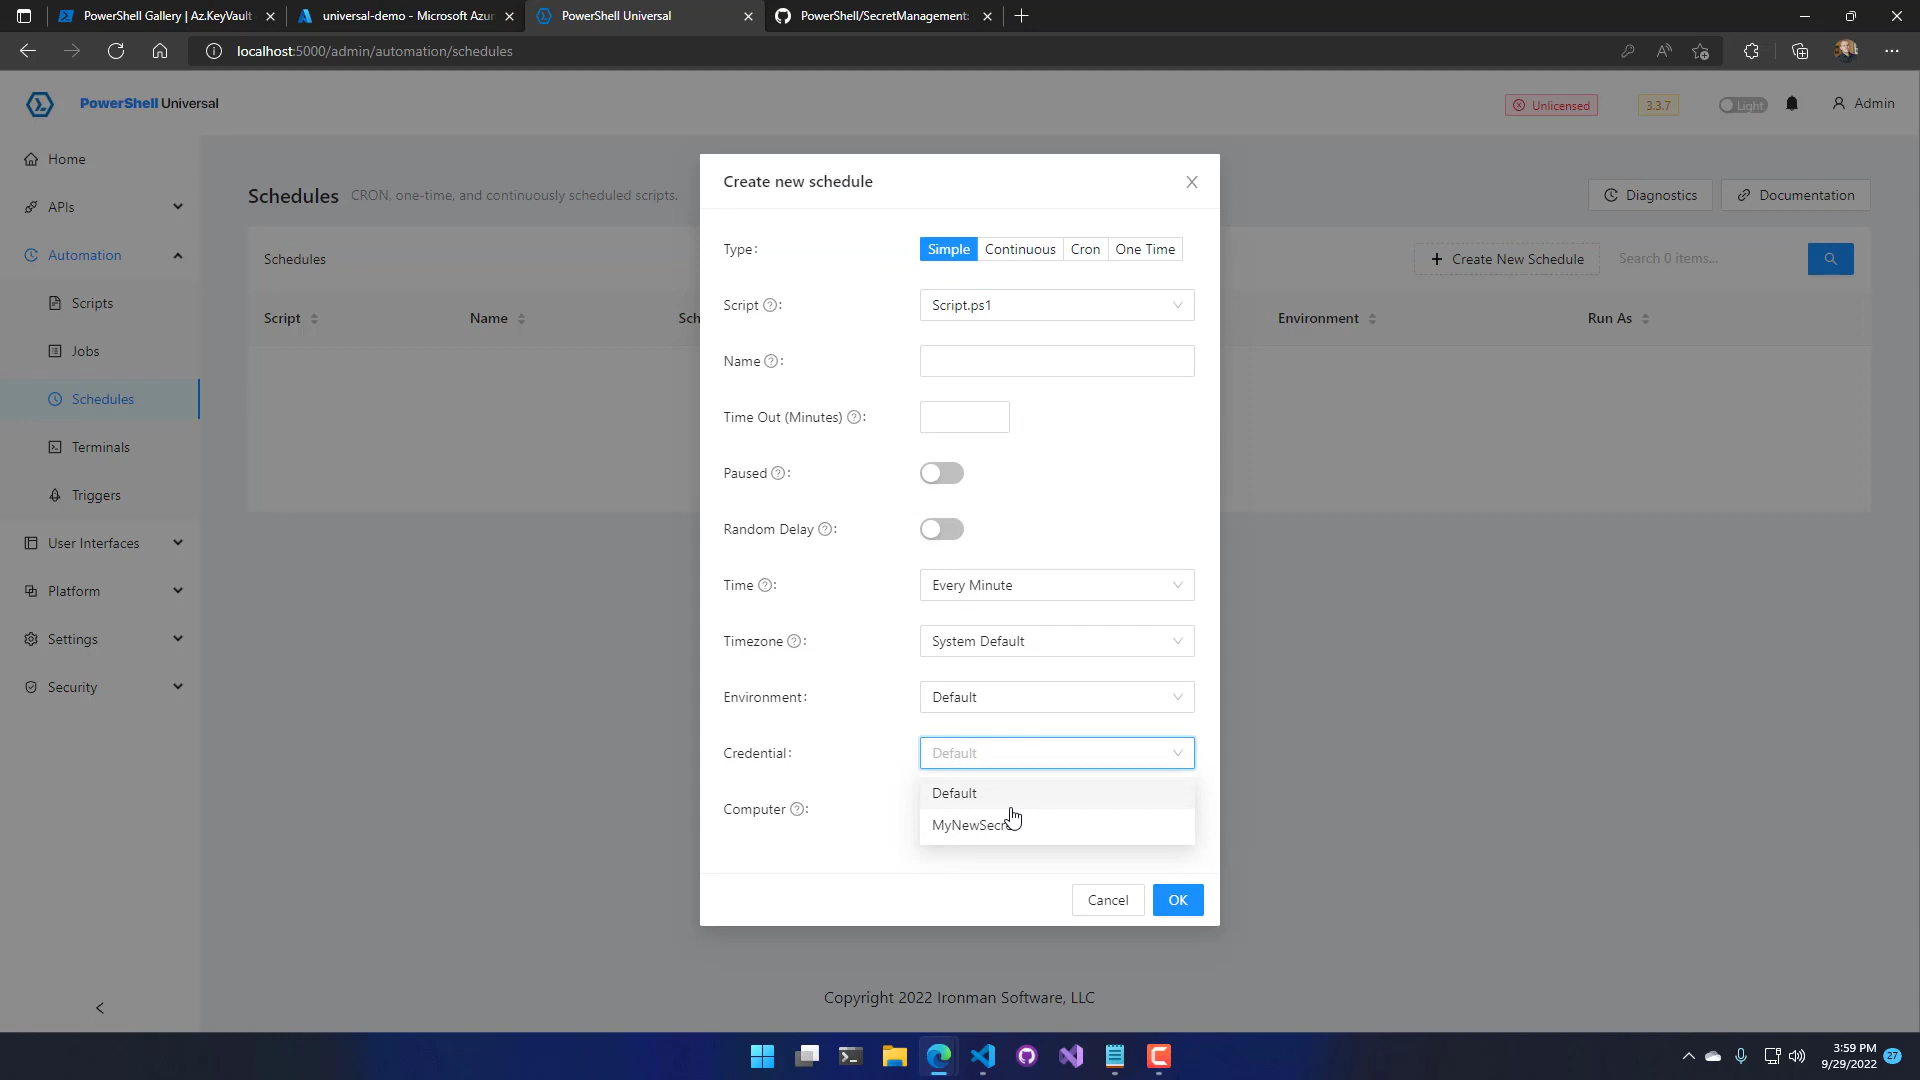 PowerShell Gallery | Az.KeyVault
universal-demo - Microsoft Azur
PowerShell Universal
PowerShell/SecretManagement:
localhost:5000/admin/automation/schedules
PowerShell Universal
Unlicensed
3.3.7
Light
Admin
Home
APIs
Automation
Scripts
Jobs
Schedules
Terminals
Triggers
User Interfaces
Platform
Settings
Security
Schedules
CRON, one-time, and continuously scheduled scripts.
Diagnostics
Documentation
Schedules
+ Create New Schedule
Search 0 items...
Script
Name
Sch
Environment
Run As
Create new schedule
Type:
Simple
Continuous
Cron
One Time
Script ?:
Script.ps1
Name ?:
Time Out (Minutes) ?:
Paused ?:
Random Delay ?:
Time ?:
Every Minute
Timezone ?:
System Default
Environment:
Default
Credential:
Default
Default
Computer ?:
Cancel
OK
Copyright 2022 Ironman Software, LLC
3:59 PM
9/29/2022
27